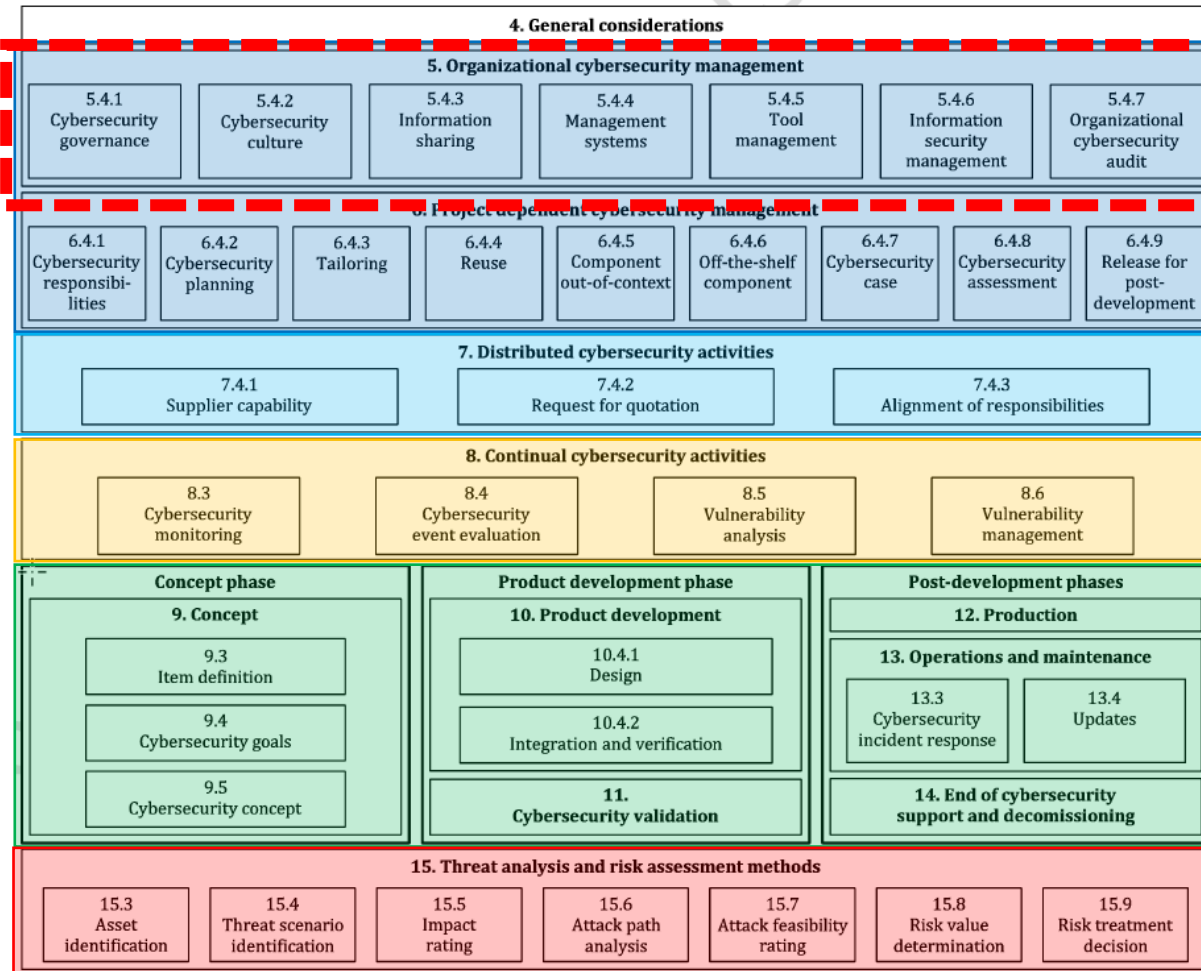 4. General considerations
5. Organizational cybersecurity management
5.4.1
Cybersecurity
governance
5.4.2
Cybersecurity
culture
5.4.3
Information
sharing
5.4.4
Management
systems
5.4.5
Tool
management
5.4.6
Information
security
management
5.4.7
Organizational
cybersecurity
audit
6. Project dependent cybersecurity management
6.4.1
Cybersecurity
responsibi-
lities
6.4.2
Cybersecurity
planning
6.4.3
Tailoring
6.4.4
Reuse
6.4.5
Component
out-of-context
6.4.6
Off-the-shelf
component
6.4.7
Cybersecurity
case
6.4.8
Cybersecurity
assessment
6.4.9
Release for
post-
development
7. Distributed cybersecurity activities
7.4.1
Supplier capability
7.4.2
Request for quotation
7.4.3
Alignment of responsibilities
8. Continual cybersecurity activities
8.3
Cybersecurity
monitoring
8.4
Cybersecurity
event evaluation
8.5
Vulnerability
analysis
8.6
Vulnerability
management
Concept phase
9. Concept
9.3
Item definition
9.4
Cybersecurity goals
9.5
Cybersecurity concept
Product development phase
10. Product development
10.4.1
Design
10.4.2
Integration and verification
11.
Cybersecurity validation
Post-development phases
12. Production
13. Operations and maintenance
13.3
Cybersecurity
incident response
13.4
Updates
14. End of cybersecurity
support and decomissioning
15. Threat analysis and risk assessment methods
15.3
Asset
identification
15.4
Threat scenario
identification
15.5
Impact
rating
15.6
Attack path
analysis
15.7
Attack feasibility
rating
15.8
Risk value
determination
15.9
Risk treatment
decision